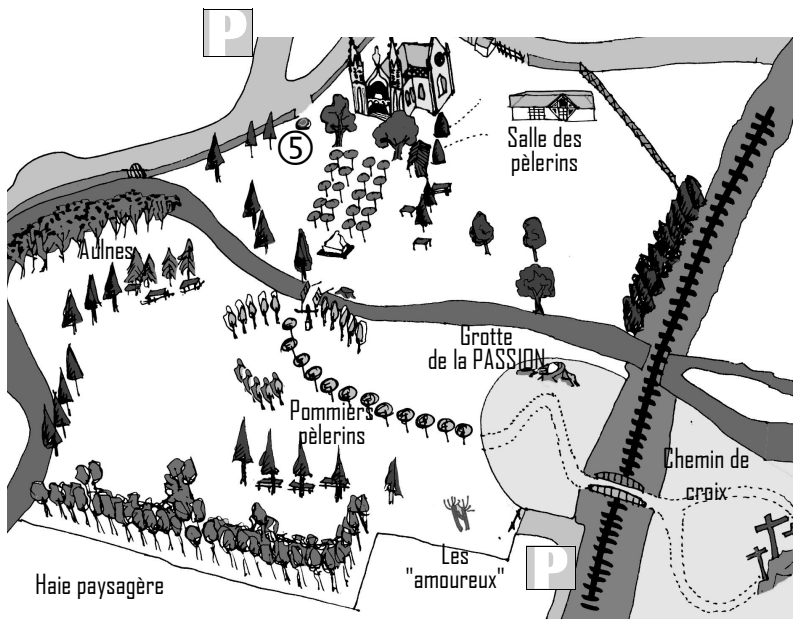 P
⑤
Salle des
pèlerins
Aulnes
Grotte
de la PASSION
Pommiers
pèlerins
Chemin de
croix
Les
"amoureux"
P
Haie paysagère